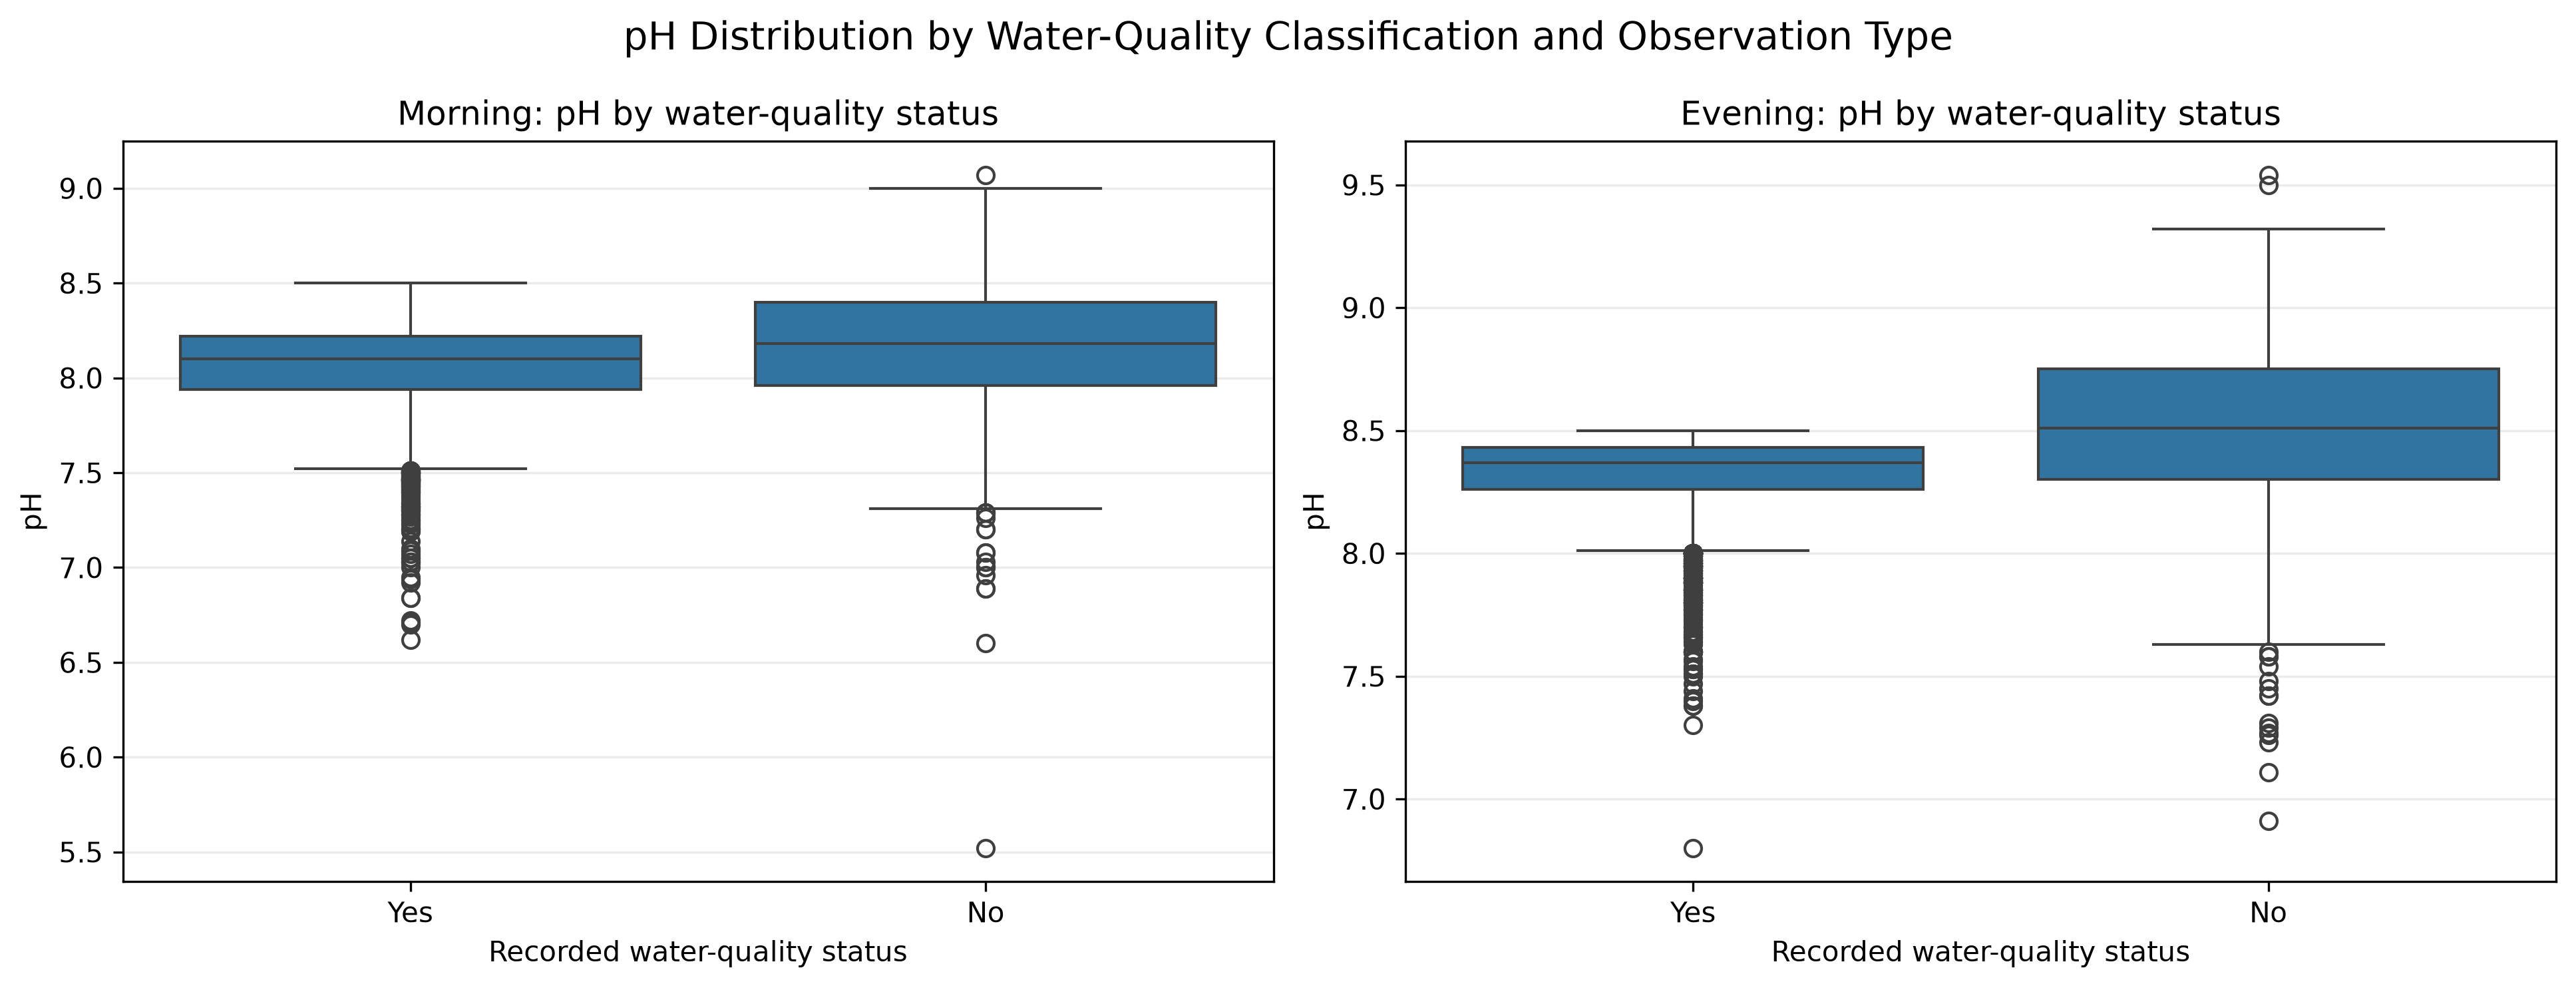 pH Distribution by Water-Quality Classification and Observation Type
Morning: pH by water-quality status
9.0
8.5
8.0
7.5
7.0
6.5
6.0
5.5
pH
Yes
No
Recorded water-quality status
Evening: pH by water-quality status
9.5
9.0
8.5
8.0
7.5
7.0
pH
Yes
No
Recorded water-quality status